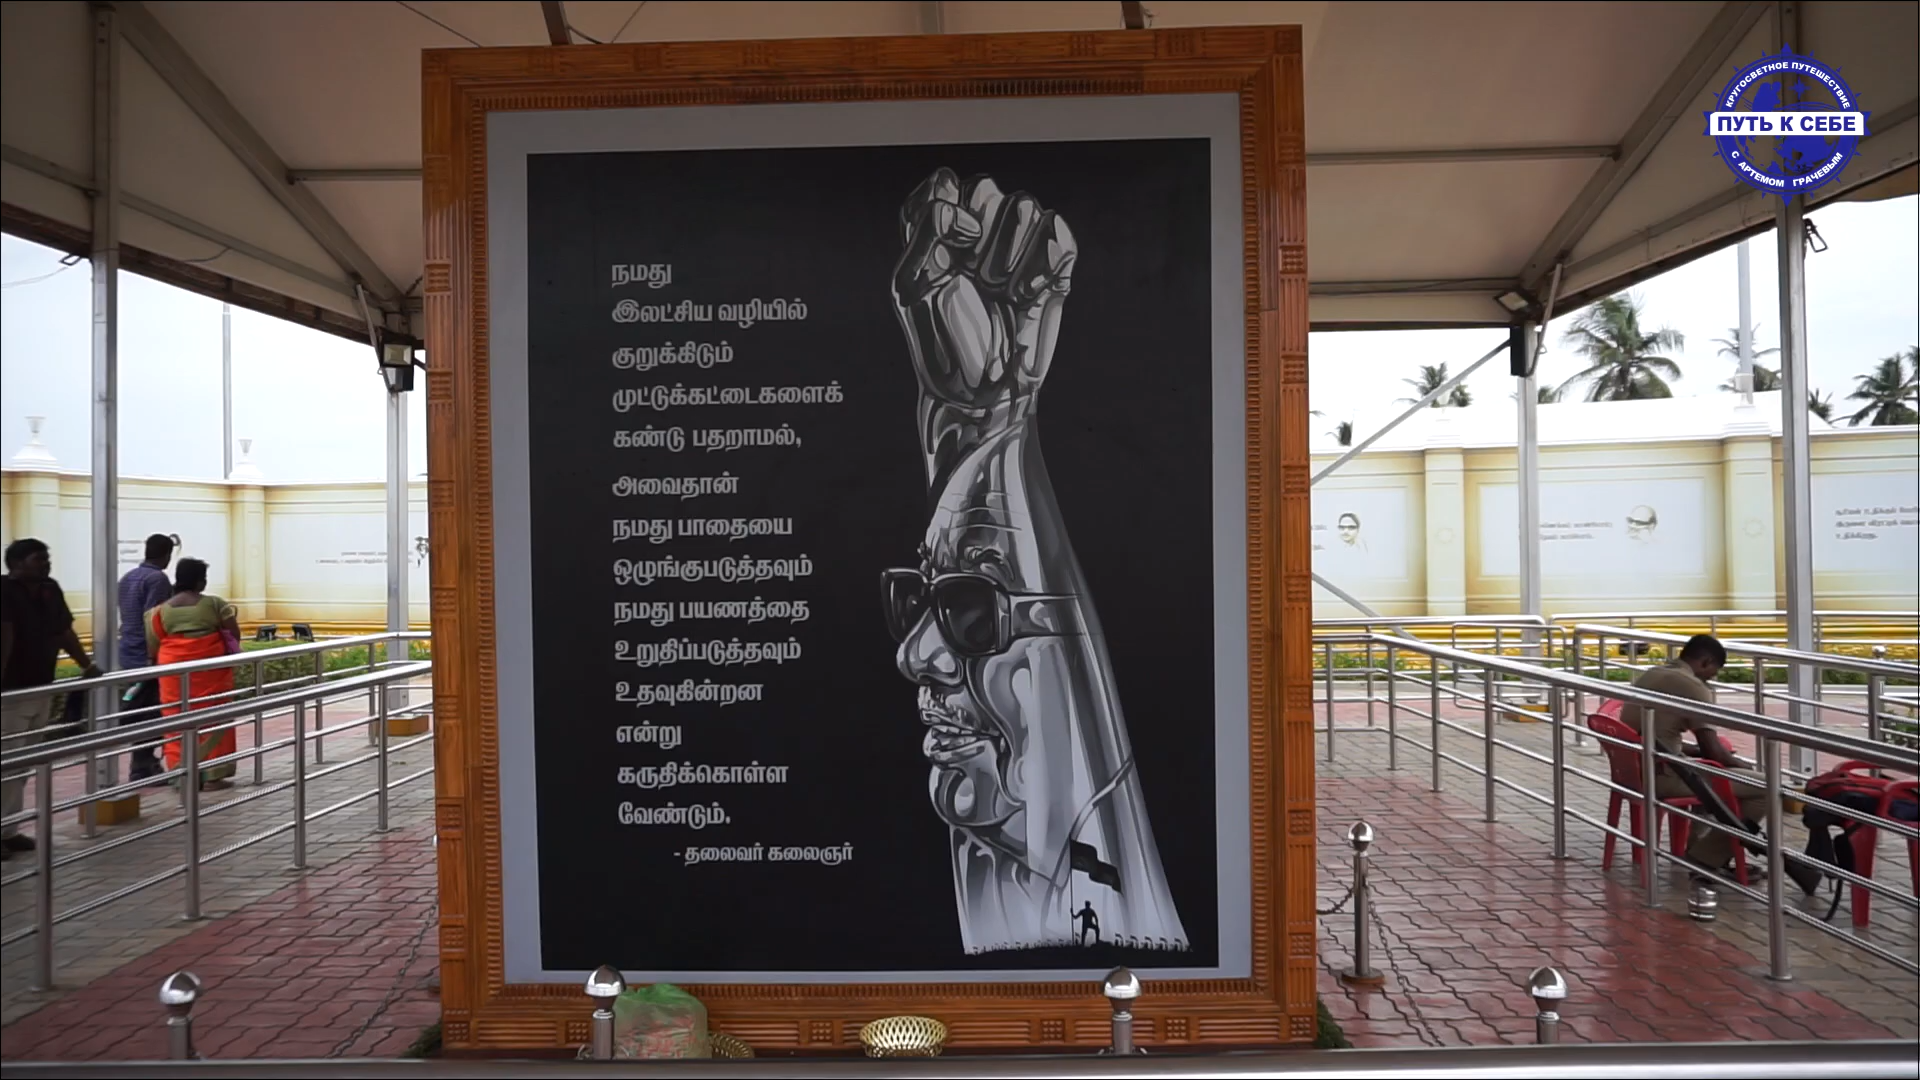 நமது
இலட்சிய வழியில்
குறுக்கிடும்
முட்டுக்கட்டைகளைக்
கண்டு பதறாமல்,
அவைதான்
நமது பாதையை
ஒழுங்குபடுத்தவும்
நமது பயணத்தை
உறுதிப்படுத்தவும்
உதவுகின்றன
என்று
கருதிக்கொள்ள
வேண்டும்.
- தலைவர் கலைஞர்
КРУГОСВЕТНОЕ ПУТЕШЕСТВИЕ
ПУТЬ К СЕБЕ
С АРТЕМОМ ГРАЧЕВЫМ